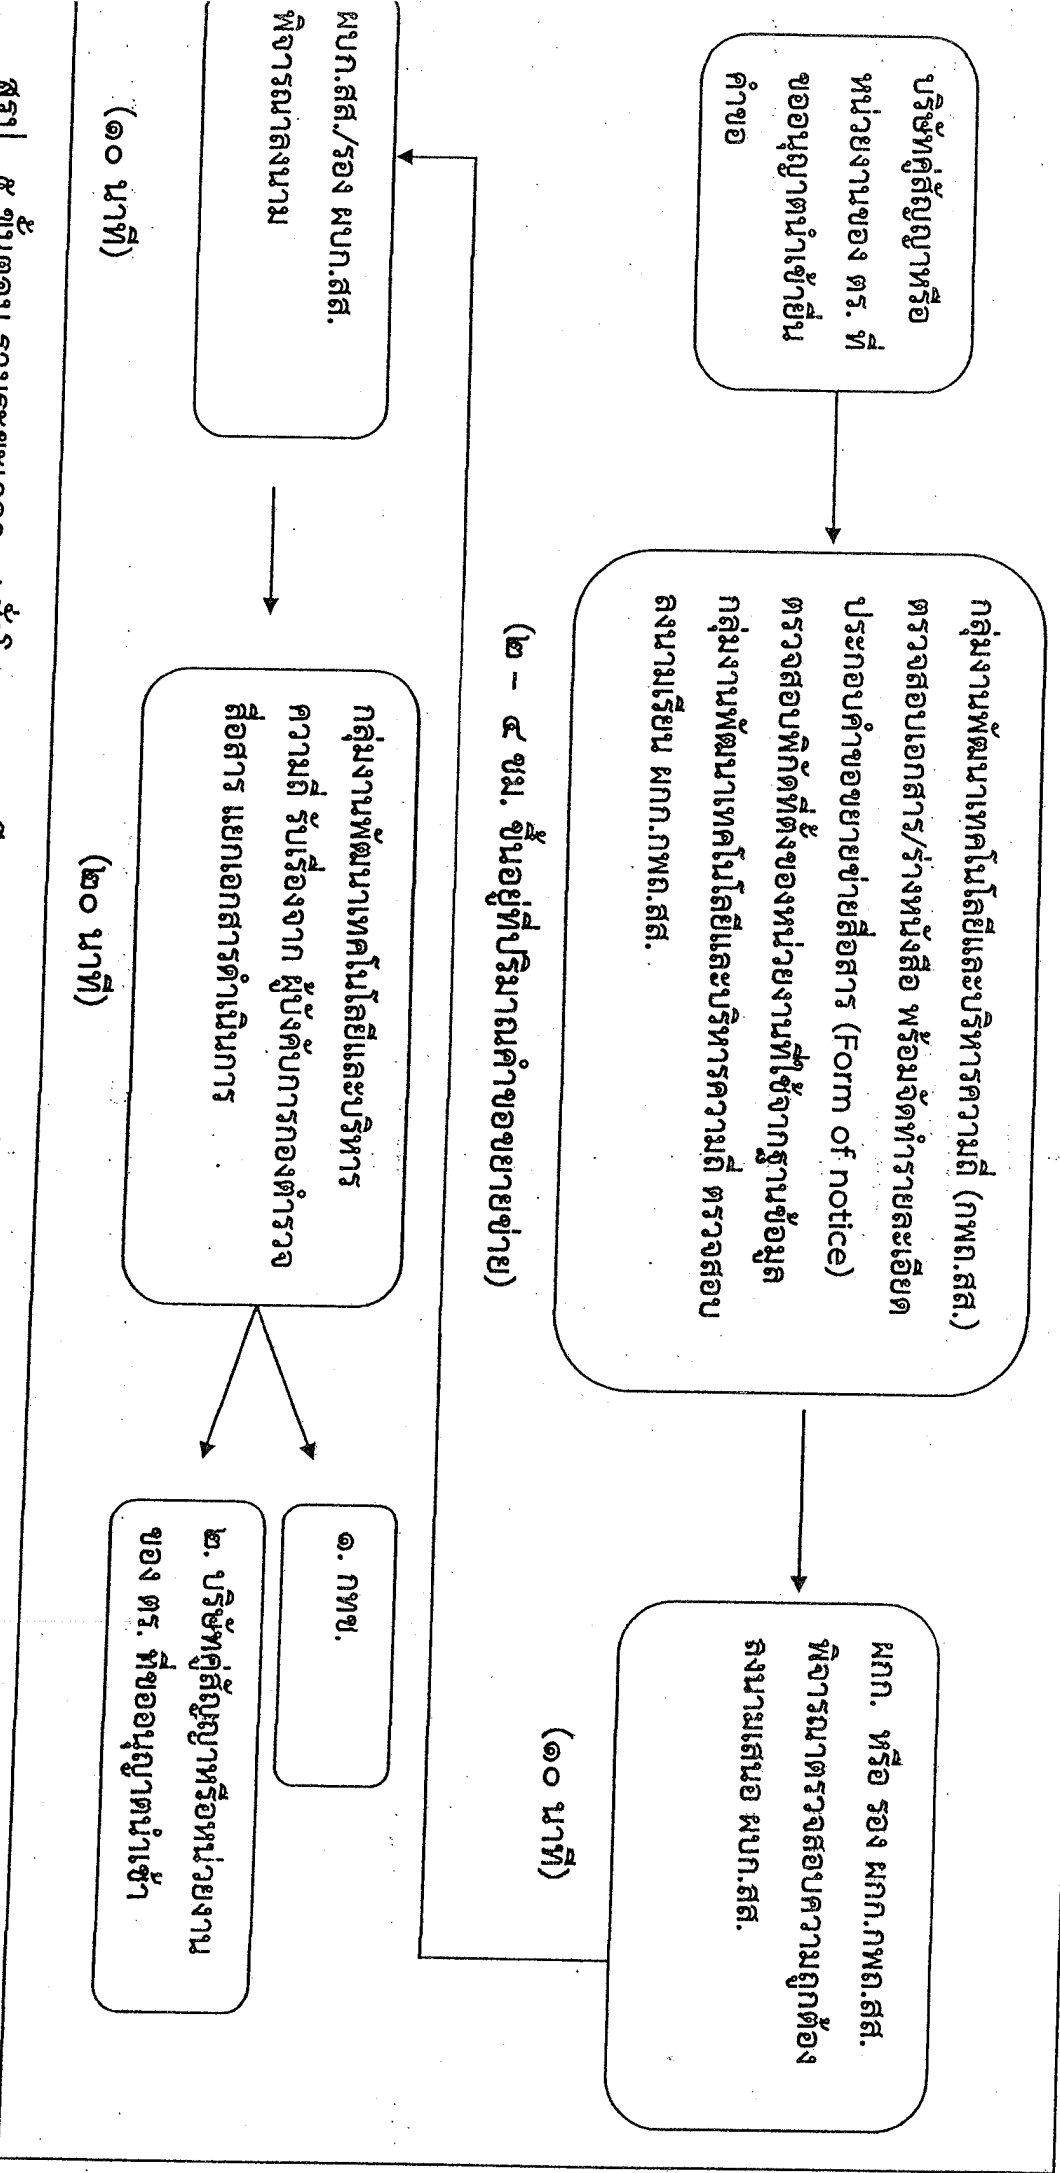 บริษัทคู่สัญญาหรือ
หน่วยงานของ ตร. ที่
ขออนุญาตนำเข้ายื่น
คำขอ
กลุ่มงานพัฒนาเทคโนโลยีและบริหารความถี่ (กพถ.สส.)
ตรวจสอบเอกสาร/ร่างหนังสือ พร้อมจัดทำรายละเอียด
ประกอบคำขอขยายข่ายสื่อสาร (Form of notice)
ตรวจสอบพิกัดที่ตั้งของหน่วยงานที่ใช้จากฐานข้อมูล
กลุ่มงานพัฒนาเทคโนโลยีและบริหารความถี่ ตรวจสอบ
ลงนามเรียน ผกก.กพถ.สส.
(๒ - ๔ ชม. ขึ้นอยู่ที่ปริมาณคำขอขยายข่าย)
ผกก. หรือ รอง ผกก.กพถ.สส.
พิจารณาตรวจสอบความถูกต้อง
ลงนามเสนอ ผบก.สส.
(๑๐ นาที)
ผบก.สส./รอง ผบก.สส.
พิจารณาลงนาม
(๑๐ นาที)
กลุ่มงานพัฒนาเทคโนโลยีและบริหาร
ความถี่ รับเรื่องจาก ผู้บังคับการกองตำรวจ
สื่อสาร แยกเอกสารดำเนินการ
(๒๐ นาที)
๑. กทช.
๒. บริษัทคู่สัญญาหรือหน่วยงาน
ของ ตร. ที่ขออนุญาตนำเข้า
สรุป ๕ ขั้นตอน